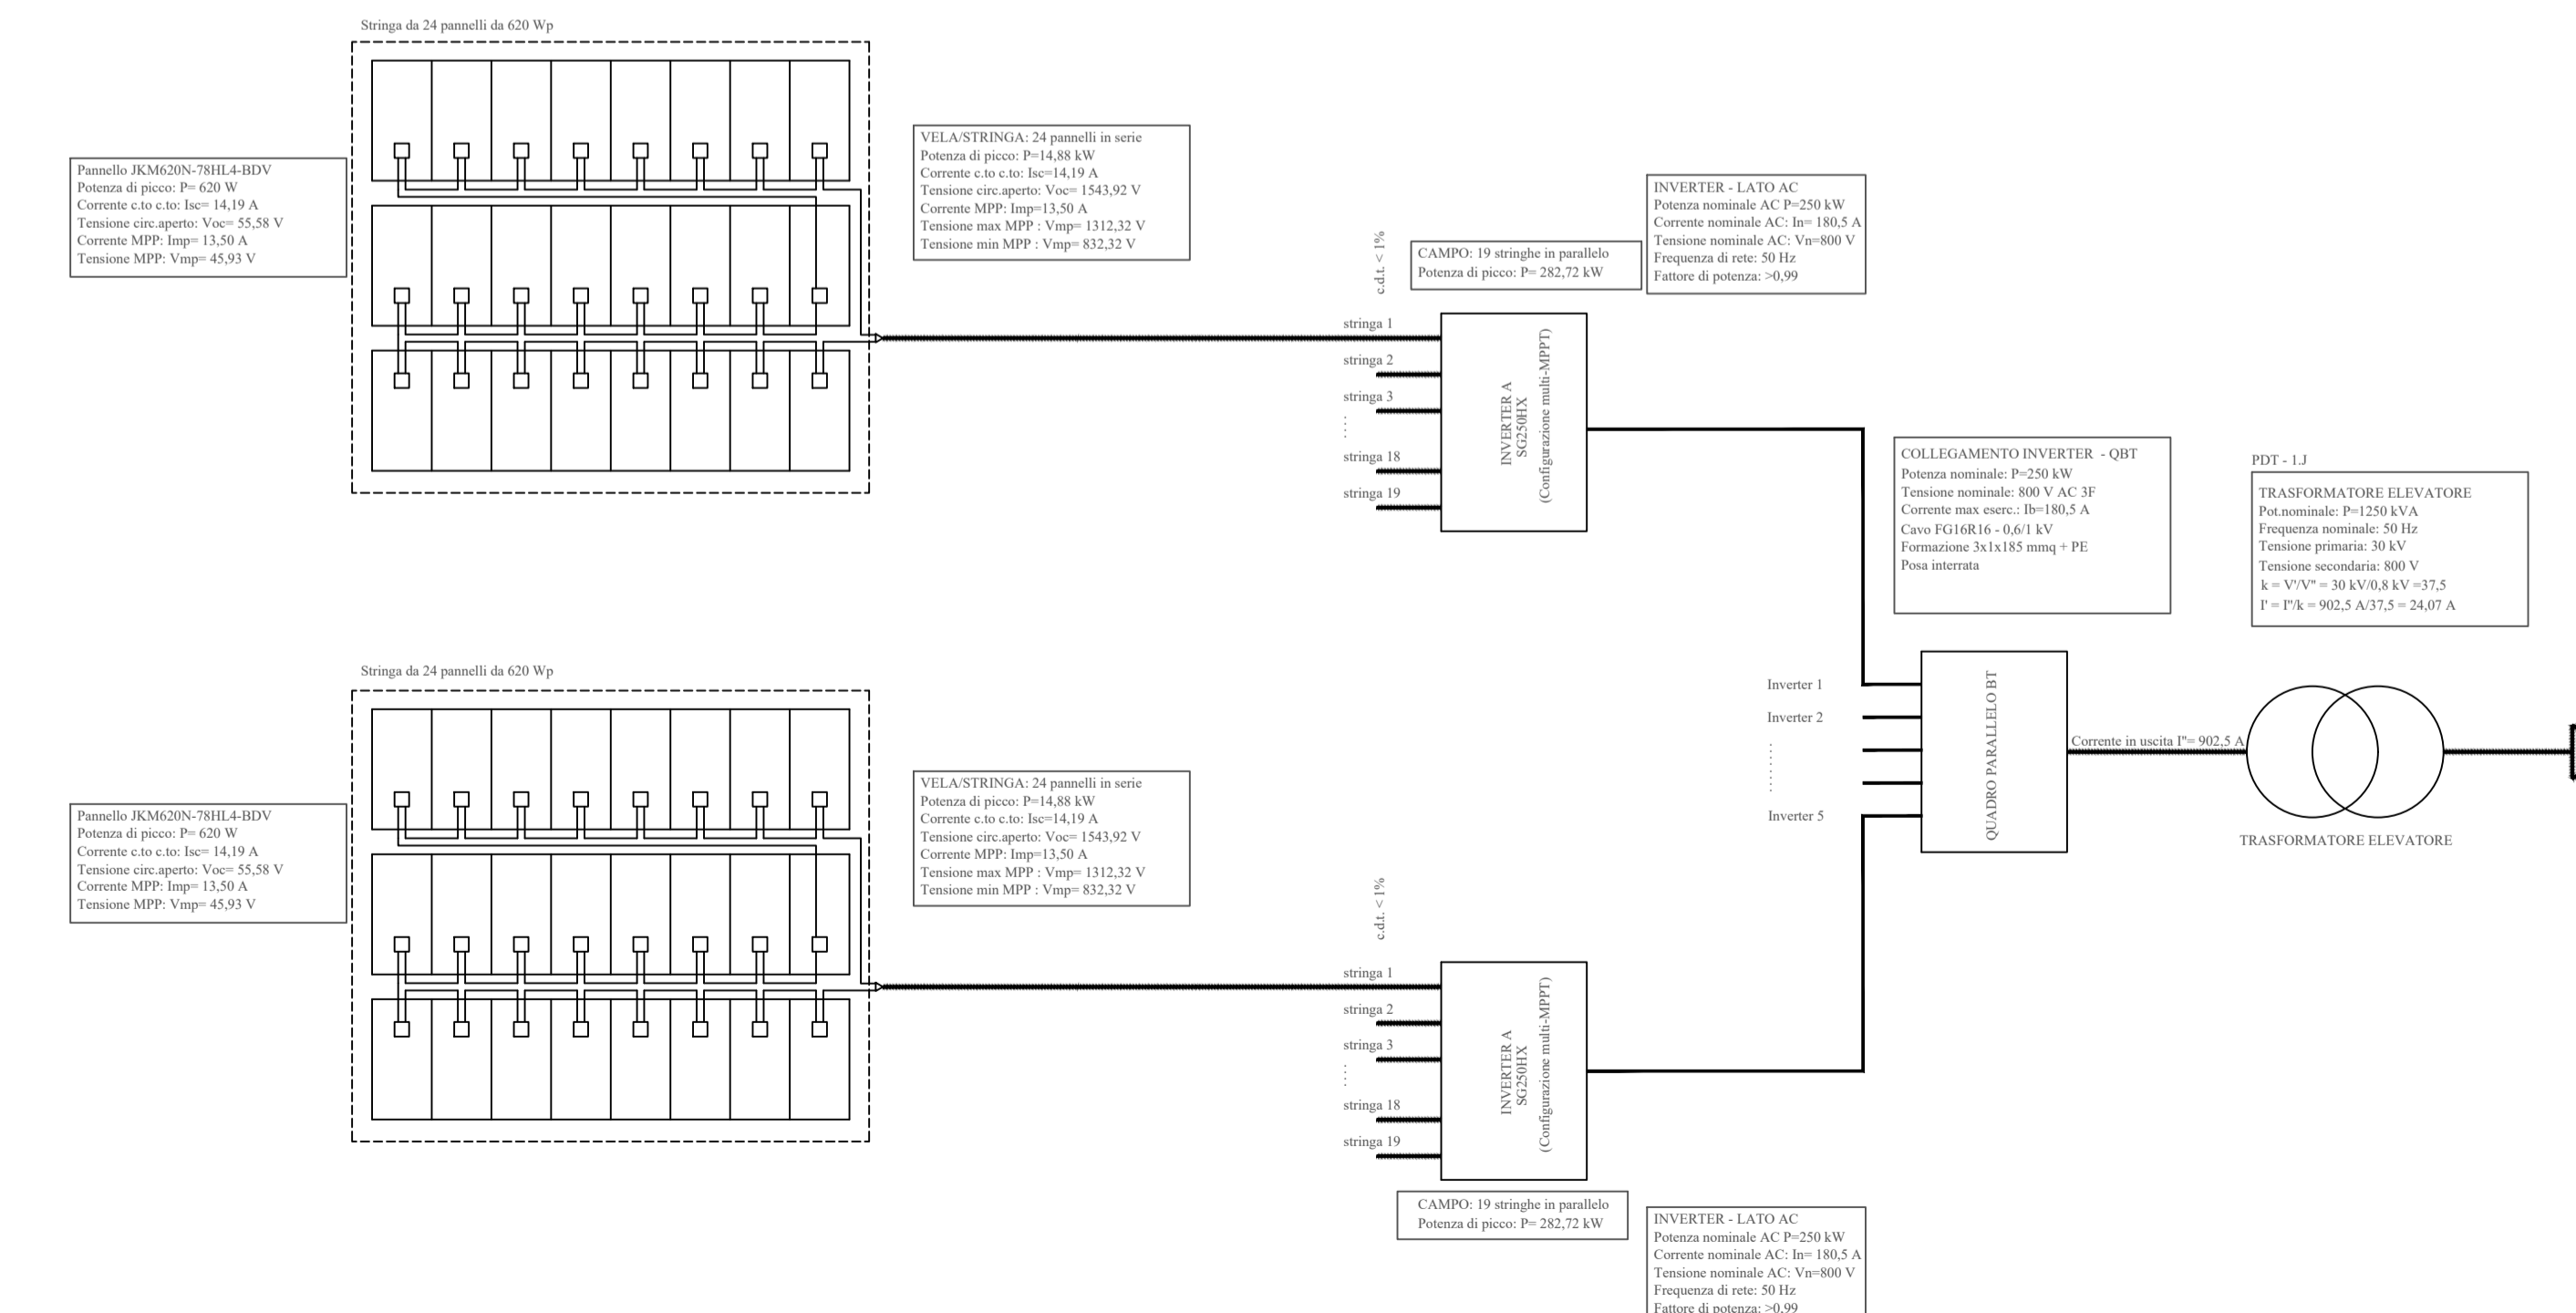 Stringa da 24 pannelli da 620 Wp
Pannello JKM620N-78HL4-BDV
Potenza di picco: P= 620 W
Corrente c.to c.to: Isc= 14,19 A
Tensione circ.aperto: Voc= 55,58 V
Corrente MPP: Imp= 13,50 A
Tensione MPP: Vmp= 45,93 V
VELA/STRINGA: 24 pannelli in serie
Potenza di picco: P=14,88 kW
Corrente c.to c.to: Isc=14,19 A
Tensione circ.aperto: Voc= 1543,92 V
Corrente MPP: Imp=13,50 A
Tensione max MPP : Vmp= 1312,32 V
Tensione min MPP : Vmp= 832,32 V
c.d.t. < 1%
CAMPO: 19 stringhe in parallelo
Potenza di picco: P= 282,72 kW
INVERTER - LATO AC
Potenza nominale AC P=250 kW
Corrente nominale AC: In= 180,5 A
Tensione nominale AC: Vn=800 V
Frequenza di rete: 50 Hz
Fattore di potenza: >0,99
stringa 1
stringa 2
stringa 3
....
stringa 18
stringa 19
INVERTER A
SG250HX
(Configurazione multi-MPPT)
COLLEGAMENTO INVERTER - QBT
Potenza nominale: P=250 kW
Tensione nominale: 800 V AC 3F
Corrente max eserc.: Ib=180,5 A
Cavo FG16R16 - 0,6/1 kV
Formazione 3x1x185 mmq + PE
Posa interrata
PDT - 1.J
TRASFORMATORE ELEVATORE
Pot.nominale: P=1250 kVA
Frequenza nominale: 50 Hz
Tensione primaria: 30 kV
Tensione secondaria: 800 V
k = V'/V" = 30 kV/0,8 kV =37,5
I' = I"/k = 902,5 A/37,5 = 24,07 A
Inverter 1
Inverter 2
........
Inverter 5
QUADRO PARALLELO BT
Corrente in uscita I"= 902,5 A
TRASFORMATORE ELEVATORE
Stringa da 24 pannelli da 620 Wp
Pannello JKM620N-78HL4-BDV
Potenza di picco: P= 620 W
Corrente c.to c.to: Isc= 14,19 A
Tensione circ.aperto: Voc= 55,58 V
Corrente MPP: Imp= 13,50 A
Tensione MPP: Vmp= 45,93 V
VELA/STRINGA: 24 pannelli in serie
Potenza di picco: P=14,88 kW
Corrente c.to c.to: Isc=14,19 A
Tensione circ.aperto: Voc= 1543,92 V
Corrente MPP: Imp=13,50 A
Tensione max MPP : Vmp= 1312,32 V
Tensione min MPP : Vmp= 832,32 V
c.d.t. < 1%
stringa 1
stringa 2
stringa 3
....
stringa 18
stringa 19
INVERTER A
SG250HX
(Configurazione multi-MPPT)
CAMPO: 19 stringhe in parallelo
Potenza di picco: P= 282,72 kW
INVERTER - LATO AC
Potenza nominale AC P=250 kW
Corrente nominale AC: In= 180,5 A
Tensione nominale AC: Vn=800 V
Frequenza di rete: 50 Hz
Fattore di potenza: >0,99